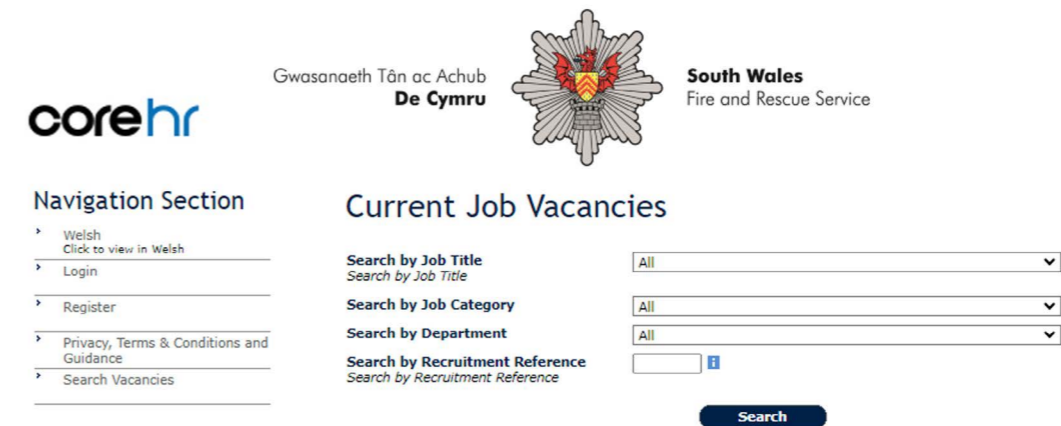 Gwasanaeth Tân ac Achub
De Cymru
South Wales
Fire and Rescue Service
corehr
Navigation Section
Welsh
Click to view in Welsh
Login
Register
Privacy, Terms & Conditions and
Guidance
Search Vacancies
Current Job Vacancies
Search by Job Title
Search by Job Title
All
Search by Job Category
All
Search by Department
All
Search by Recruitment Reference
Search by Recruitment Reference
i
Search